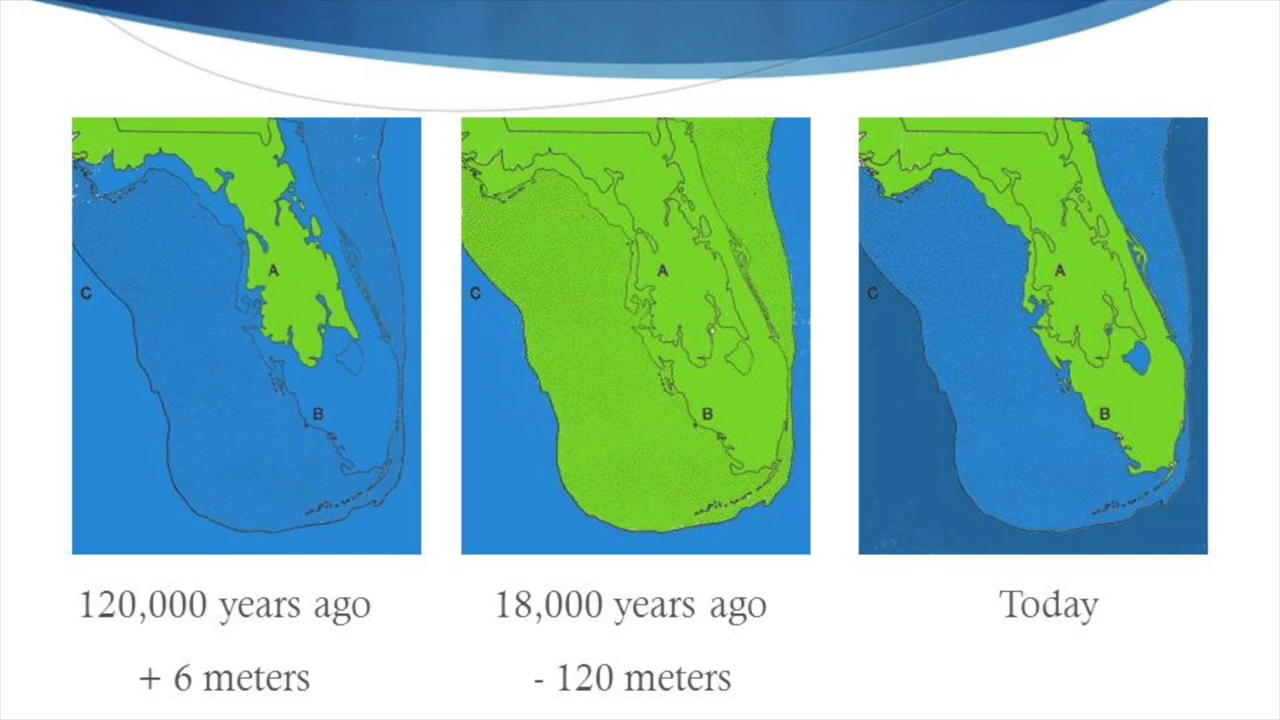 A
C
B
A
C
B
A
C
B
120,000 years ago
+ 6 meters
18,000 years ago
- 120 meters
Today